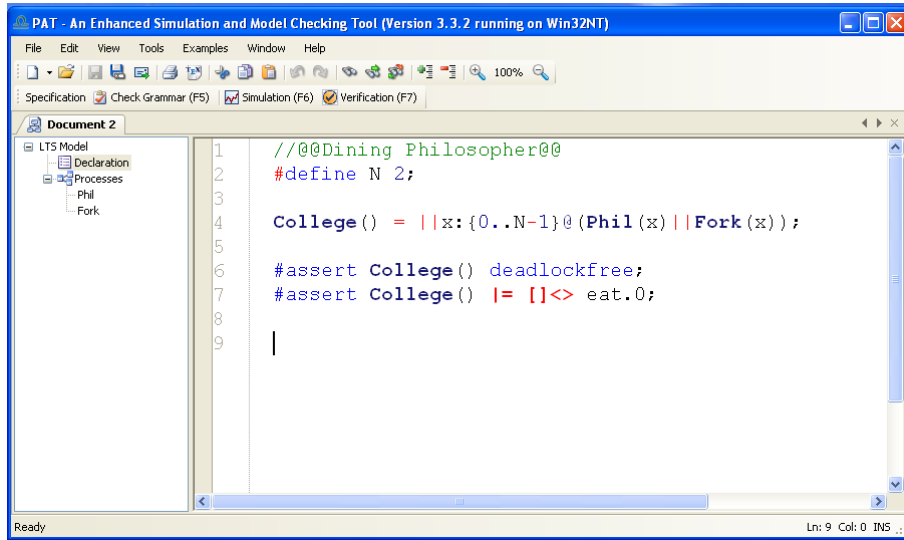 PAT - An Enhanced Simulation and Model Checking Tool (Version 3.3.2 running on Win32NT)
File Edit View Tools Examples Window Help
100%
Specification Check Grammar (F5) Simulation (F6) Verification (F7)
Document 2
LTS Model
Declaration
Processes
Phil
Fork
1 //@@Dining Philosopher@@
2 #define N 2;
3
4 College() = ||x:{0..N-1}@(Phil(x)||Fork(x));
5
6 #assert College() deadlockfree;
7 #assert College() |= []<> eat.0;
8
9
Ready Ln: 9 Col: 0 INS